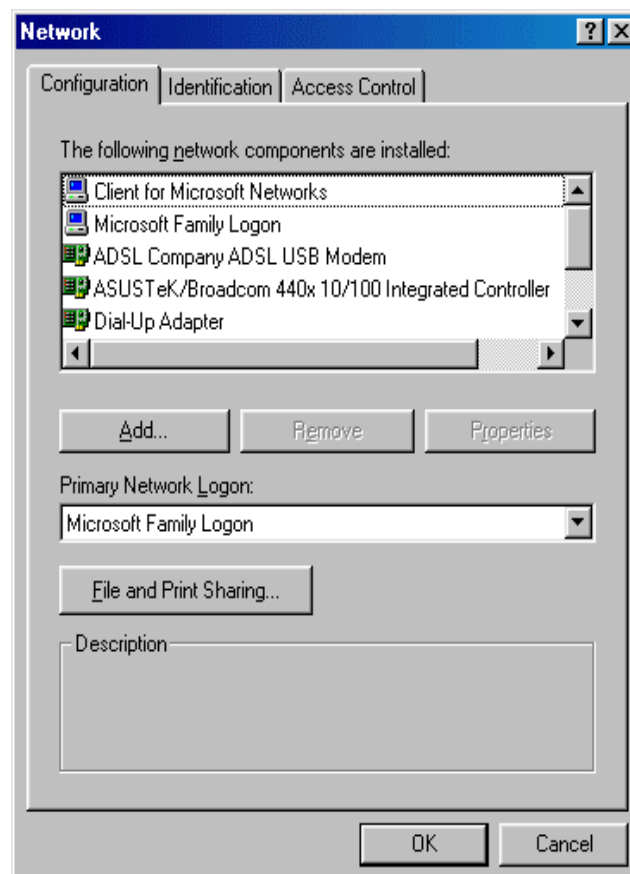 Network
Configuration
Identification
Access Control
The following network components are installed:
Client for Microsoft Networks
Microsoft Family Logon
ADSL Company ADSL USB Modem
ASUSTeK/Broadcom 440x 10/100 Integrated Controller
Dial-Up Adapter
Add...
Remove
Properties
Primary Network Logon:
Microsoft Family Logon
File and Print Sharing...
Description
OK
Cancel